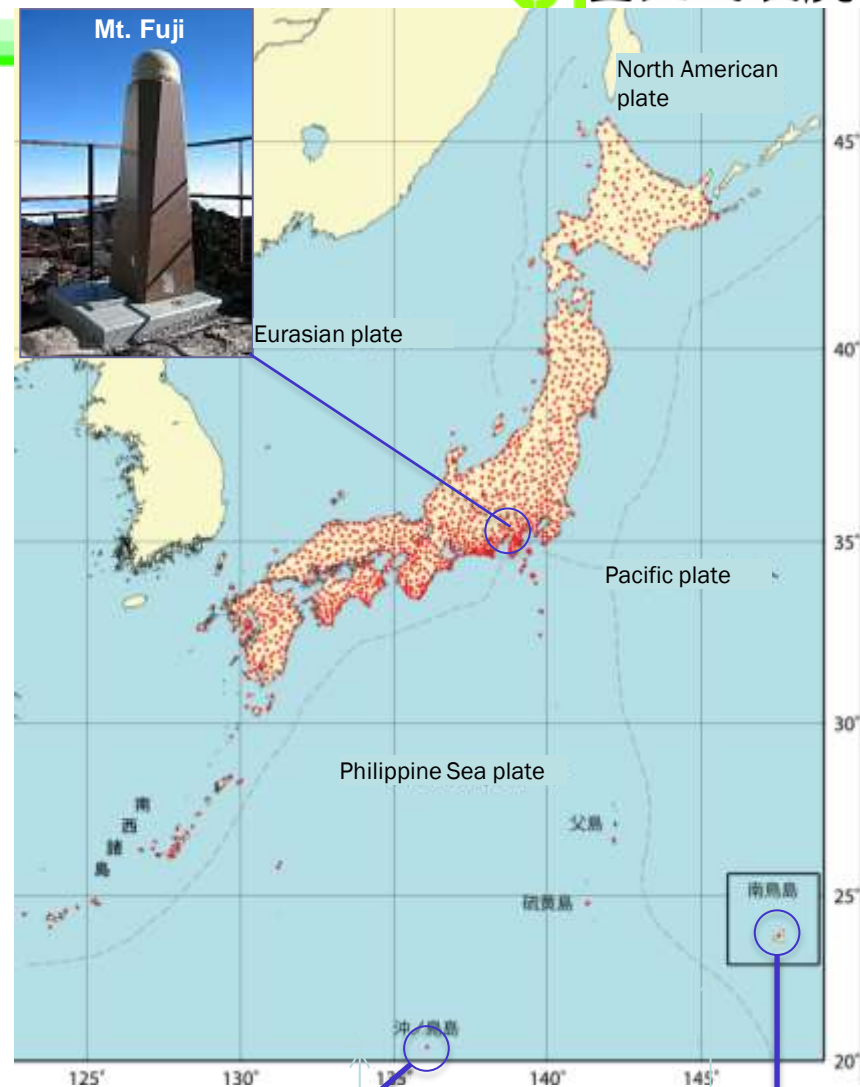 Mt. Fuji
North American
plate
45°
Eurasian plate
40°
35°
Pacific plate
30°
Philippine Sea plate
南
西
諸
島
父島
25°
硫黄島
南鳥島
沖ノ鳥島
20°
125°
130°
135°
140°
145°